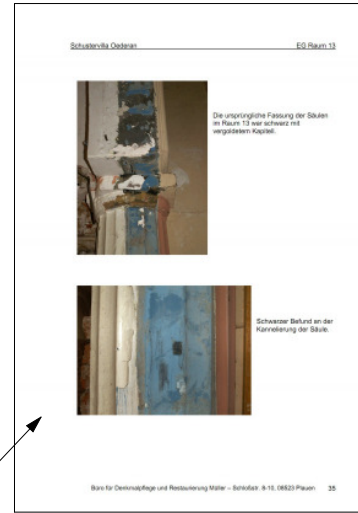 Schustervilla Oederan EG Raum 13
Die ursprüngliche Fassung der Säulen
im Raum 13 war schwarz mit
vergoldetem Kapitell.
Schwarzer Befund an der
Kannelierung der Säule.
Büro für Denkmalpflege und Restaurierung Müller – Schloßstr. 8-10, 08523 Plauen 35